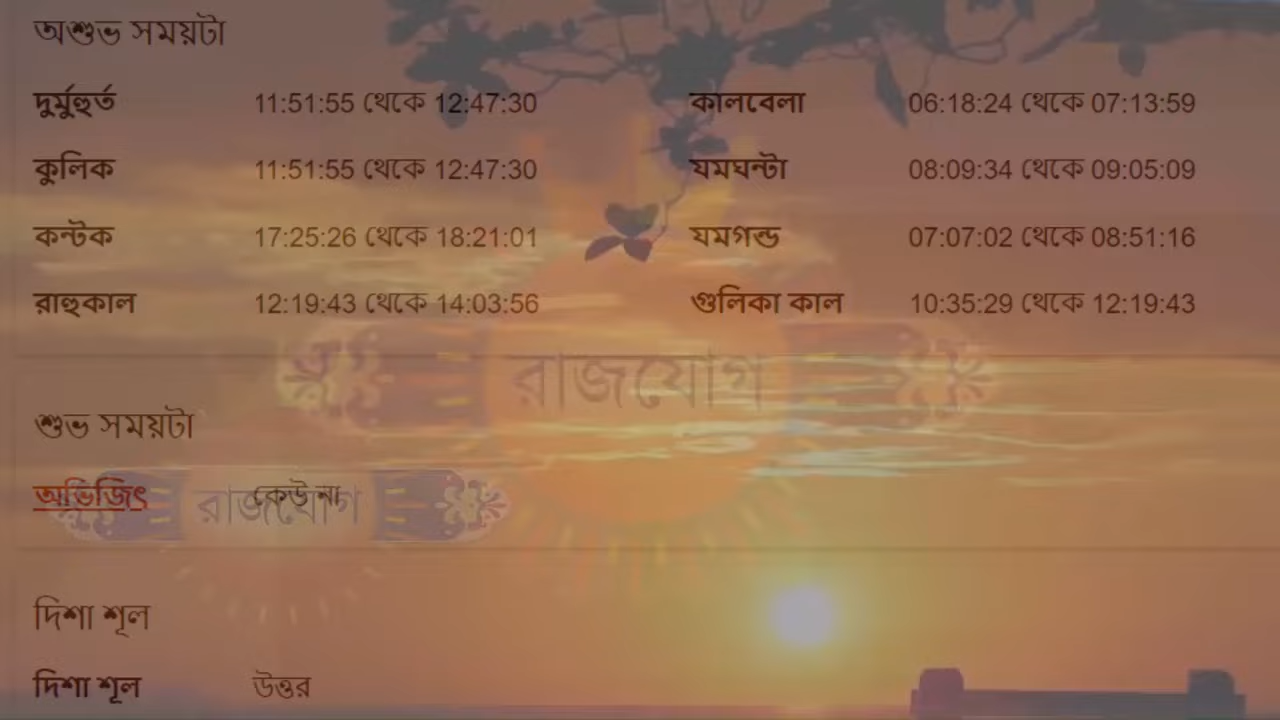 অশুভ সময়টা
দুর্মুহুর্ত 11:51:55 থেকে 12:47:30 কালবেলা 06:18:24 থেকে 07:13:59
কুলিক 11:51:55 থেকে 12:47:30 যমঘন্টা 08:09:34 থেকে 09:05:09
কন্টক 17:25:26 থেকে 18:21:01 যমগন্ড 07:07:02 থেকে 08:51:16
রাহুকাল 12:19:43 থেকে 14:03:56 গুলিকা কাল 10:35:29 থেকে 12:19:43
রাজযোগ
শুভ সময়টা
অভিজিৎ কেউ না
রাজযোগ
দিশা শূল
দিশা শূল উত্তর